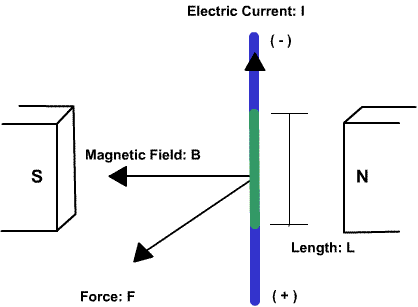 Electric Current: I
( - )
S
Magnetic Field: B
N
Length: L
Force: F
( + )